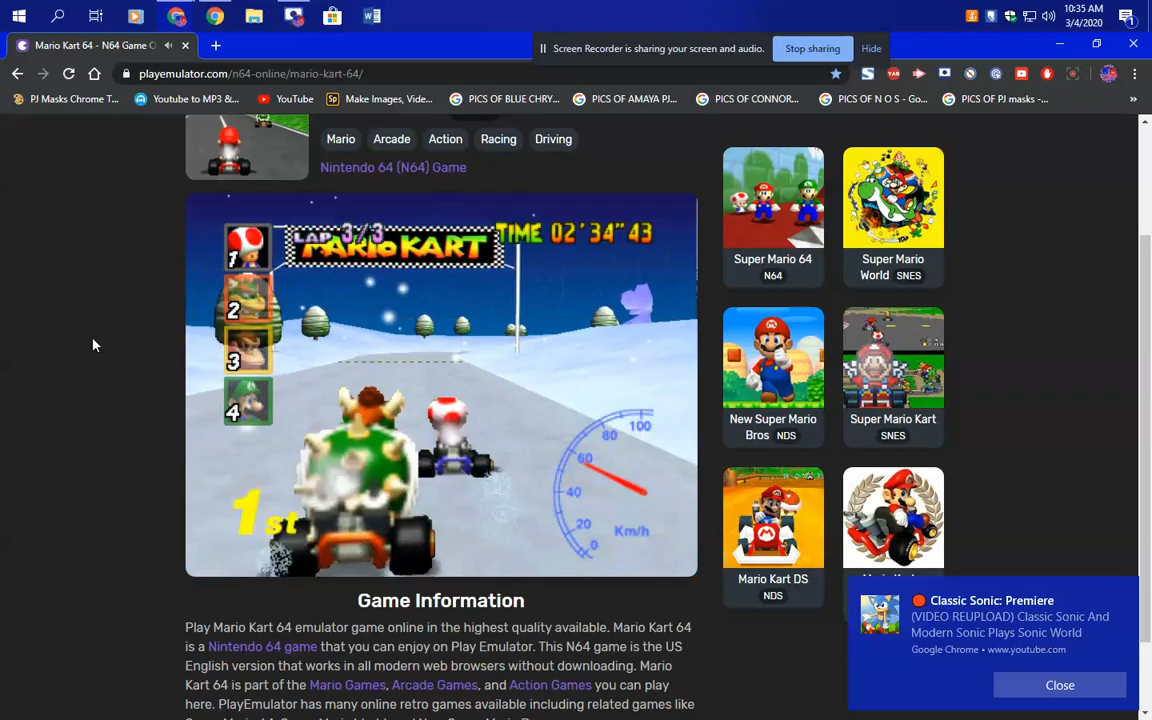 10:35 AM
3/4/2020
1
Mario Kart 64 - N64 Game O
Screen Recorder is sharing your screen and audio.
Stop sharing
Hide
playemulator.com/n64-online/mario-kart-64/
PJ Masks Chrome T...
Youtube to MP3 &...
YouTube
Sp
Make Images, Vide...
PICS OF BLUE CHRY...
PICS OF AMAYA PJ...
PICS OF CONNOR...
PICS OF N O S - Go...
PICS OF PJ masks -...
Mario
Arcade
Action
Racing
Driving
Nintendo 64 (N64) Game
LAP 3/3
MARIO KART
TIME 02'34"43
1
2
3
4
1st
100
80
60
40
20
0
Km/h
Super Mario 64
N64
Super Mario
World SNES
New Super Mario
Bros NDS
Super Mario Kart
SNES
Mario Kart DS
NDS
Game Information
Play Mario Kart 64 emulator game online in the highest quality available. Mario Kart 64
is a Nintendo 64 game that you can enjoy on Play Emulator. This N64 game is the US
English version that works in all modern web browsers without downloading. Mario
Kart 64 is part of the Mario Games, Arcade Games, and Action Games you can play
here. PlayEmulator has many online retro games available including related games like
Classic Sonic: Premiere
(VIDEO REUPLOAD) Classic Sonic And
Modern Sonic Plays Sonic World
Google Chrome • www.youtube.com
Close